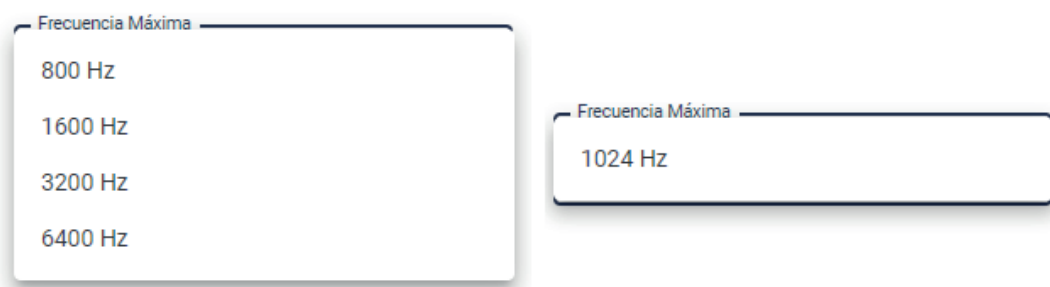 Frecuencia Máxima
800 Hz
1600 Hz
3200 Hz
6400 Hz
Frecuencia Máxima
1024 Hz